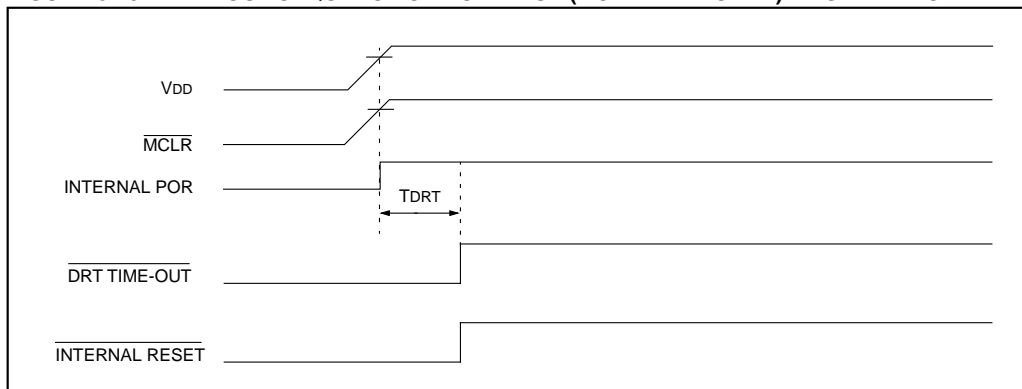 VDD
MCLR
INTERNAL POR
TDRT
DRT TIME-OUT
INTERNAL RESET